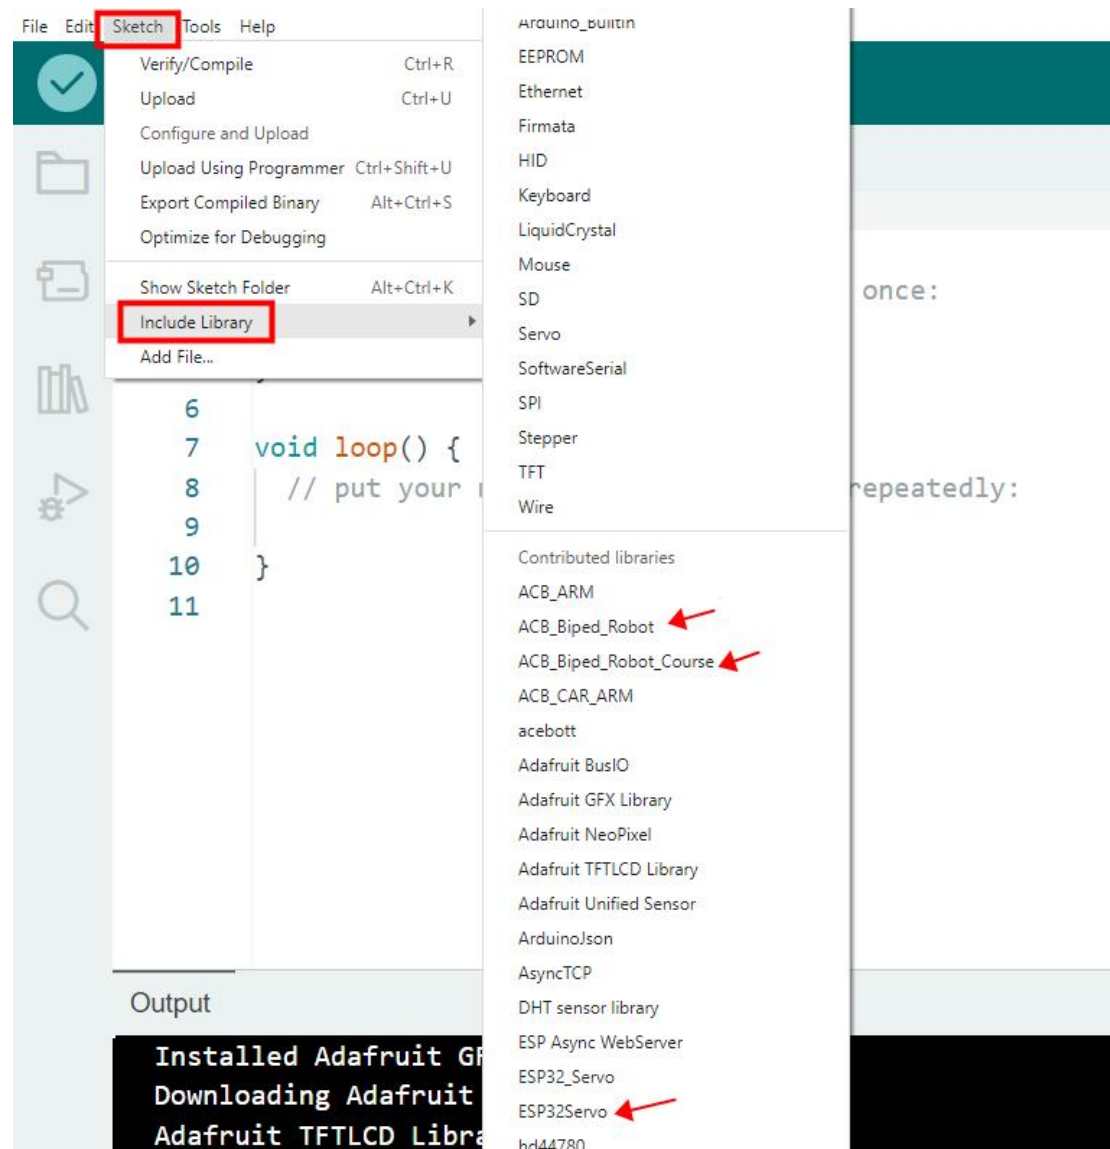 File Edit Sketch Tools Help
Verify/Compile Ctrl+R
Upload Ctrl+U
Configure and Upload
Upload Using Programmer Ctrl+Shift+U
Export Compiled Binary Alt+Ctrl+S
Optimize for Debugging
Show Sketch Folder Alt+Ctrl+K
Include Library
Add File...
Arduino_BuiltIn
EEPROM
Ethernet
Firmata
HID
Keyboard
LiquidCrystal
Mouse
SD
Servo
SoftwareSerial
SPI
Stepper
TFT
Wire
Contributed libraries
ACB_ARM
ACB_Biped_Robot
ACB_Biped_Robot_Course
ACB_CAR_ARM
acebott
Adafruit BusIO
Adafruit GFX Library
Adafruit NeoPixel
Adafruit TFTLCD Library
Adafruit Unified Sensor
ArduinoJson
AsyncTCP
DHT sensor library
ESP Async WebServer
ESP32_Servo
ESP32Servo
hd44780
once:
6
7 void loop() {
8 // put your repeatedly:
9
10 }
11
Output
Installed Adafruit
Downloading Adafruit
Adafruit TFTLCD